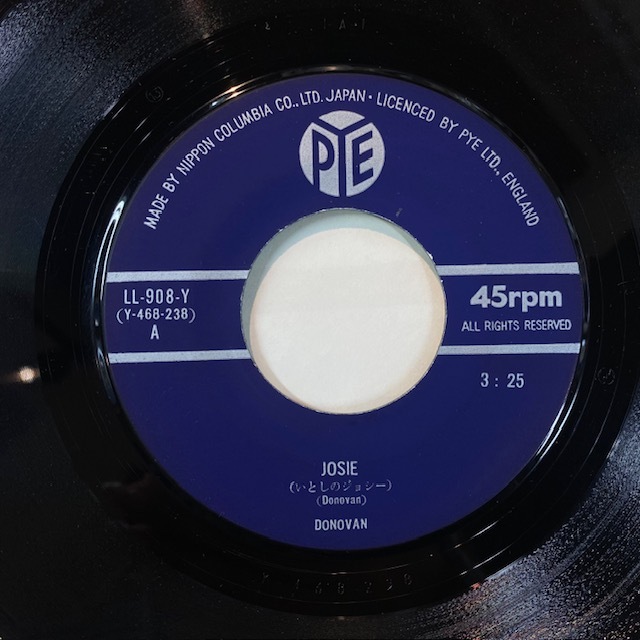 MADE BY NIPPON COLUMBIA CO., LTD. JAPAN · LICENCED BY PYE LTD., ENGLAND
PYE
LL-908-Y
(Y-468-238)
A
45rpm
ALL RIGHTS RESERVED
3 : 25
JOSIE
(いとしのジョシー)
(Donovan)
DONOVAN